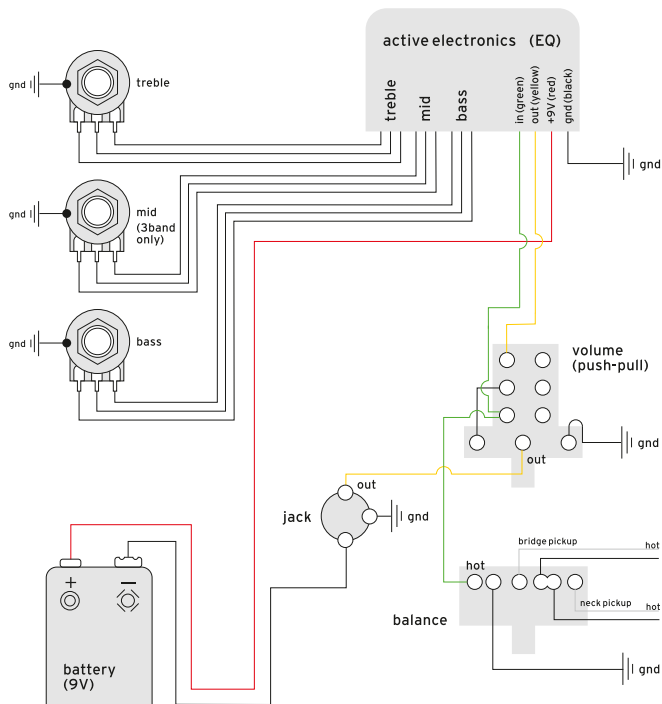 active electronics (EQ)
treble
mid
bass
in (green)
out (yellow)
+9V (red)
gnd (black)
gnd
treble
gnd
gnd
mid
(3band
only)
gnd
bass
volume
(push-pull)
gnd
out
out
jack
gnd
bridge pickup
hot
hot
neck pickup
hot
balance
gnd
+
–
battery
(9V)